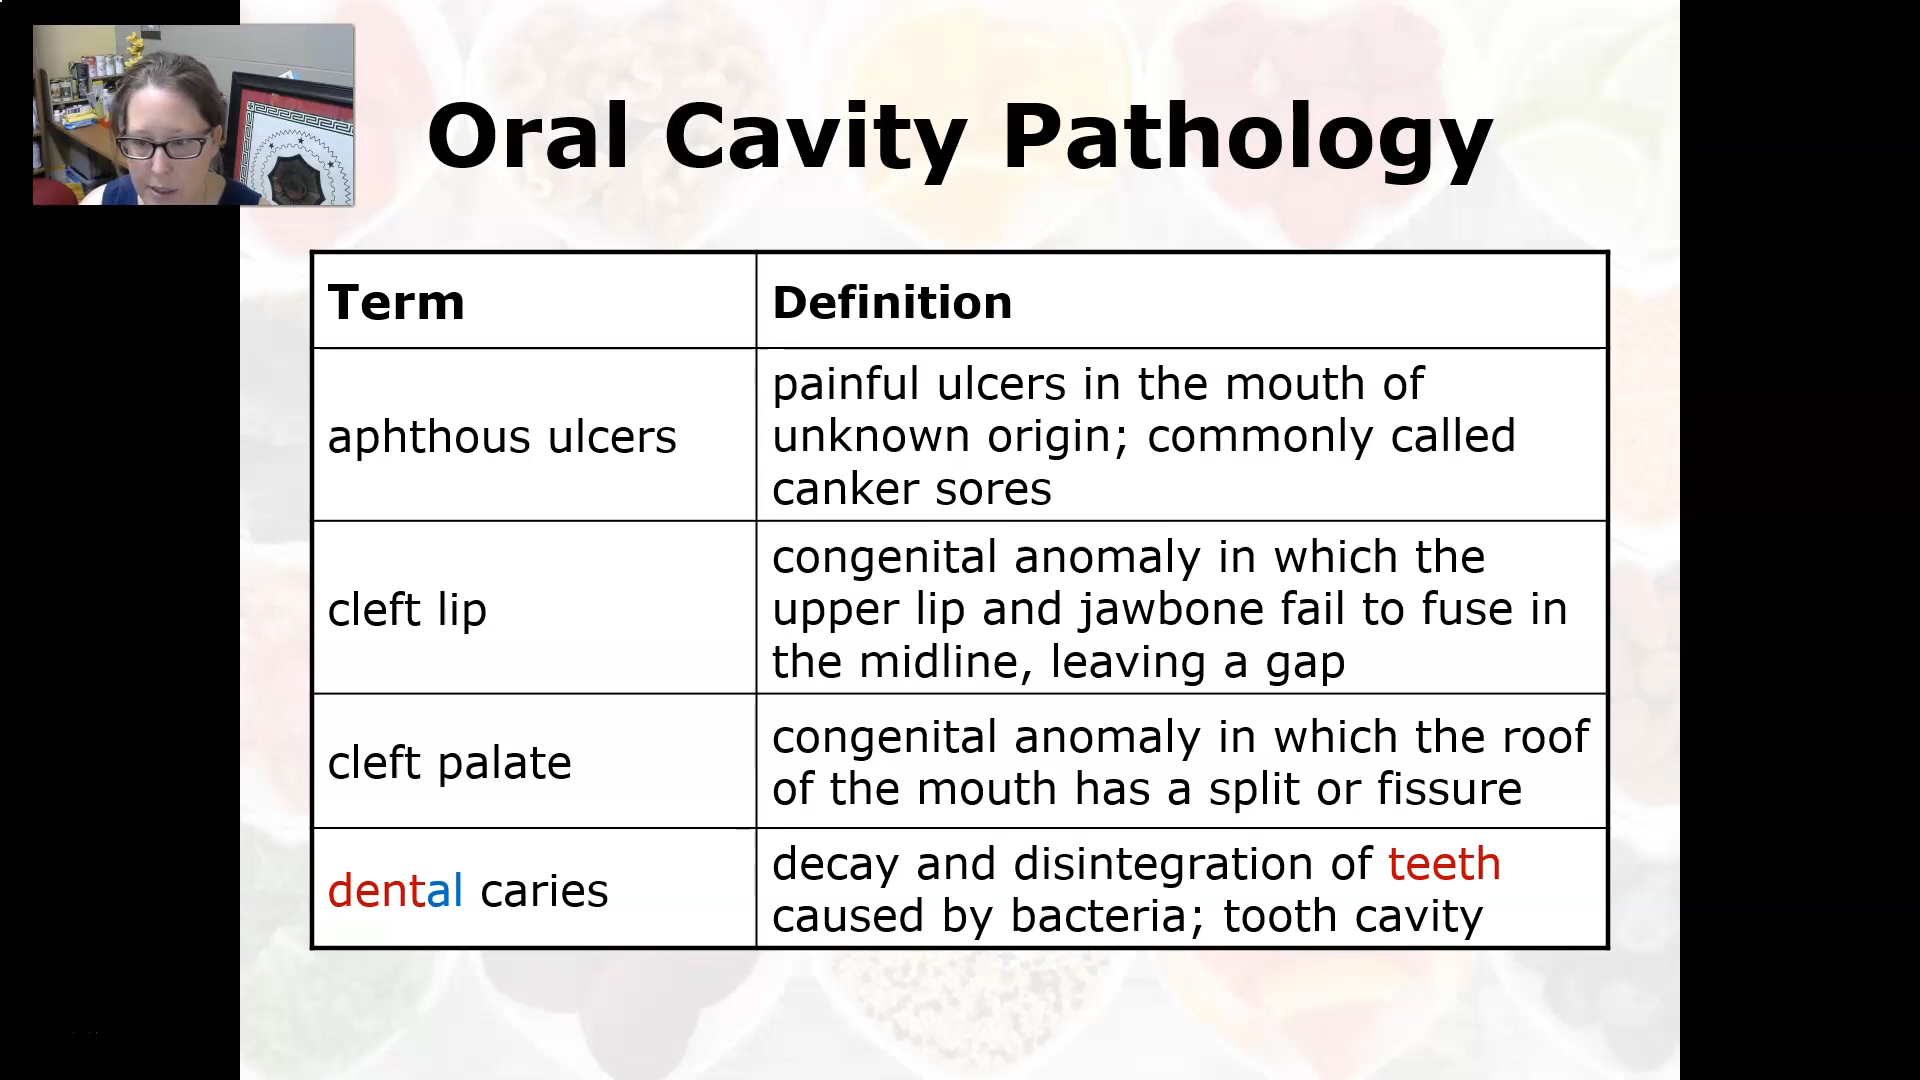 Oral Cavity Pathology
Term
Definition
aphthous ulcers
painful ulcers in the mouth of
unknown origin; commonly called
canker sores
cleft lip
congenital anomaly in which the
upper lip and jawbone fail to fuse in
the midline, leaving a gap
cleft palate
congenital anomaly in which the roof
of the mouth has a split or fissure
dental caries
decay and disintegration of teeth
caused by bacteria; tooth cavity